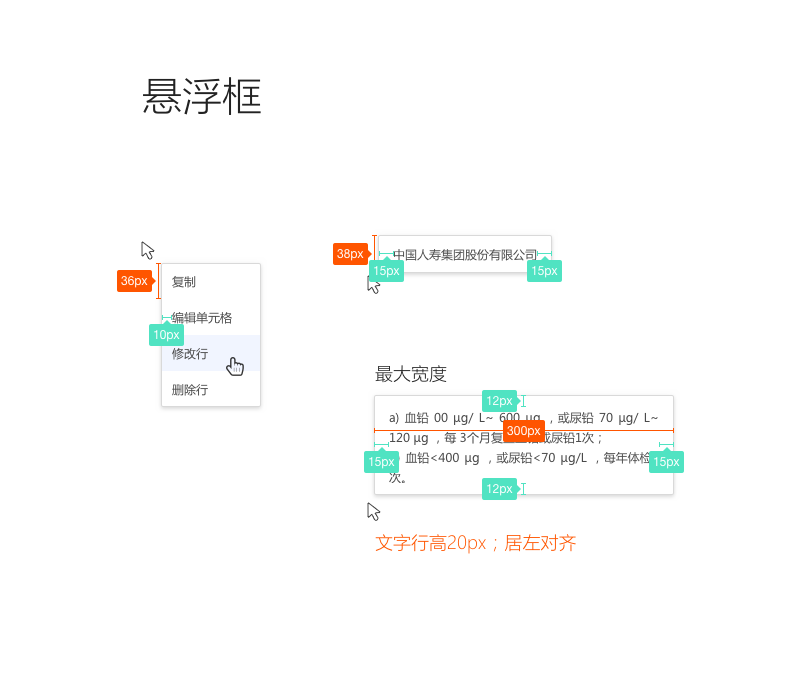 悬浮框
38px
中国人寿集团股份有限公司
15px
15px
36px
复制
编辑单元格
10px
修改行
删除行
最大宽度
12px
a) 血铅 00 μg/ L~ 600 μg ，或尿铅 70 μg/ L~
300px
120 μg ，每 3个月复 或尿铅1次；
15px
血铅<400 μg ，或尿铅<70 μg/L ，每年体检
15px
次。
12px
文字行高20px；居左对齐